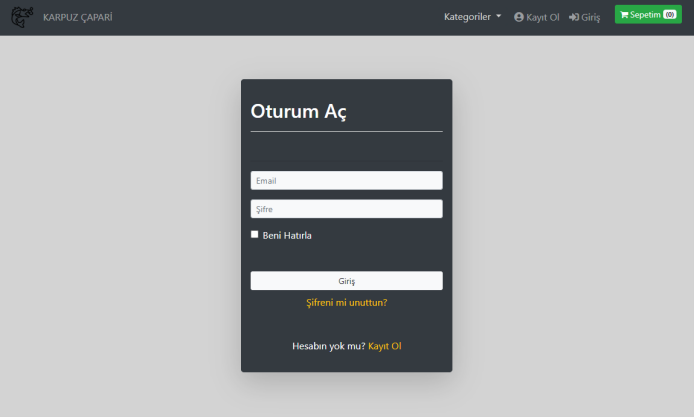 KARPUZ ÇAPARİ Kategoriler Kayıt Ol Giriş Sepetim (0)
Oturum Aç
Email
Şifre
Beni Hatırla
Giriş
Şifreni mi unuttun?
Hesabın yok mu? Kayıt Ol